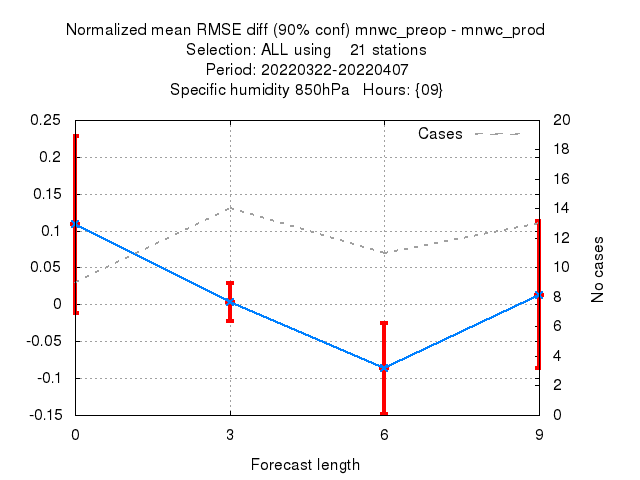 Normalized mean RMSE diff (90% conf) mnwc_preop - mnwc_prod
Selection: ALL using    21 stations
Period: 20220322-20220407
Specific humidity 850hPa   Hours: {09}
Cases
0.25
0.2
0.15
0.1
0.05
0
-0.05
-0.1
-0.15
20
18
16
14
12
10
8
6
4
2
0
No cases
0 3 6 9
Forecast length